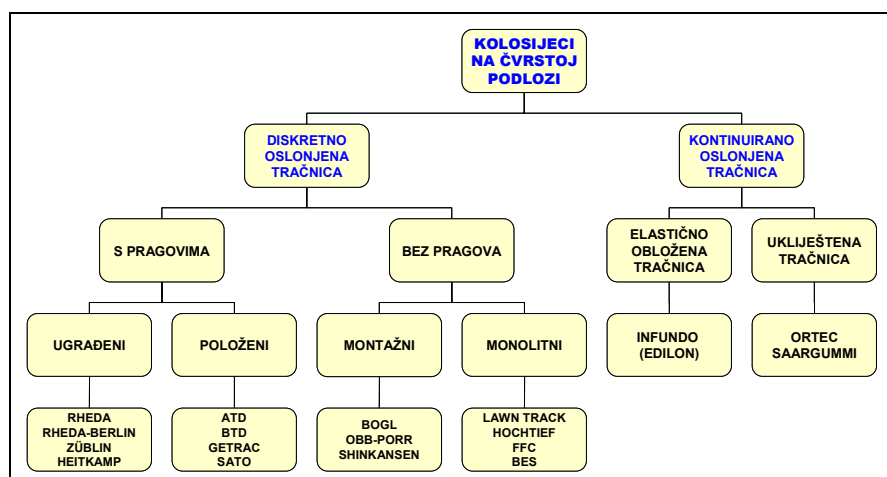 KOLOSIJECI
NA ČVRSTOJ
PODLOZI
DISKRETNO
OSLONJENA
TRAČNICA
KONTINUIRANO
OSLONJENA
TRAČNICA
S PRAGOVIMA
BEZ PRAGOVA
ELASTIČNO
OBLOŽENA
TRAČNICA
UKLIJEŠTENA
TRAČNICA
UGRAĐENI
POLOŽENI
MONTAŽNI
MONOLITNI
INFUNDO
(EDILON)
ORTEC
SAARGUMMI
RHEDA
RHEDA-BERLIN
ZÜBLIN
HEITKAMP
ATD
BTD
GETRAC
SATO
BOGL
OBB-PORR
SHINKANSEN
LAWN TRACK
HOCHTIEF
FFC
BES